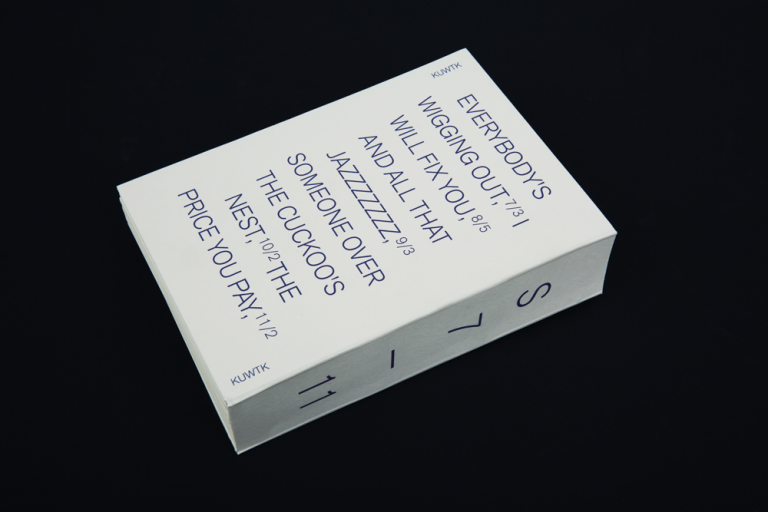 KUWTK
EVERYBODY'S
WIGGING OUT, 7/3 I
WILL FIX YOU, 8/5
AND ALL THAT
JAZZZZZZZ, 9/3
SOMEONE OVER
THE CUCKOO'S
NEST, 10/2 THE
PRICE YOU PAY, 11/2
KUWTK
S 7 – 11